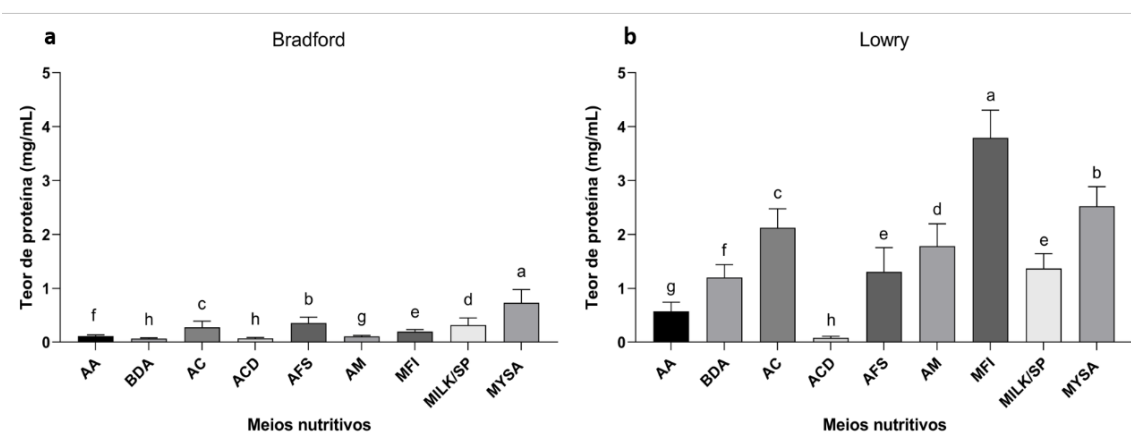 a
Bradford
Teor de proteína (mg/mL)
5
4
3
2
1
0
f
h
c
h
b
g
e
d
a
AA
BDA
AC
ACD
AFS
AM
MFI
MILK/SP
MYSA
Meios nutritivos
b
Lowry
Teor de proteína (mg/mL)
5
4
3
2
1
0
g
f
c
h
e
d
a
e
b
AA
BDA
AC
ACD
AFS
AM
MFI
MILK/SP
MYSA
Meios nutritivos